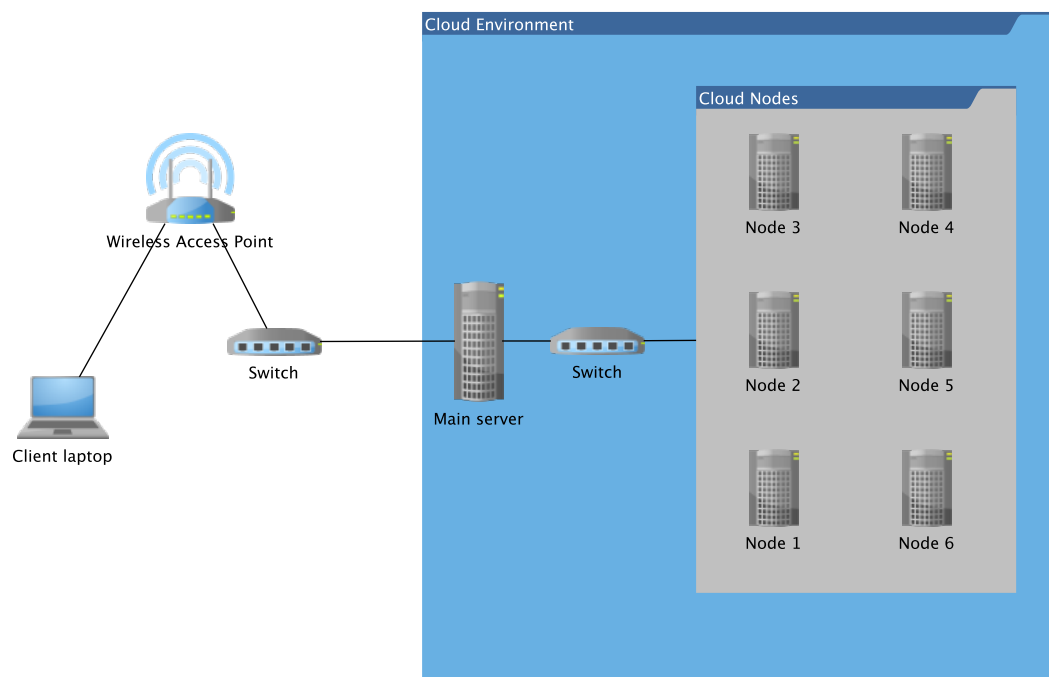 Cloud Environment
Cloud Nodes
Node 3
Node 4
Wireless Access Point
Switch
Switch
Node 2
Node 5
Main server
Client laptop
Node 1
Node 6